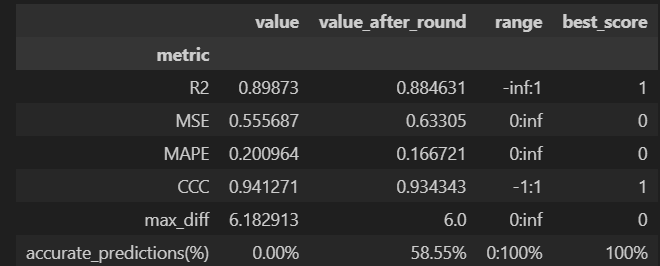 value value_after_round range best_score
metric
R2 0.89873 0.884631 -inf:1 1
MSE 0.555687 0.63305 0:inf 0
MAPE 0.200964 0.166721 0:inf 0
CCC 0.941271 0.934343 -1:1 1
max_diff 6.182913 6.0 0:inf 0
accurate_predictions(%) 0.00% 58.55% 0:100% 100%